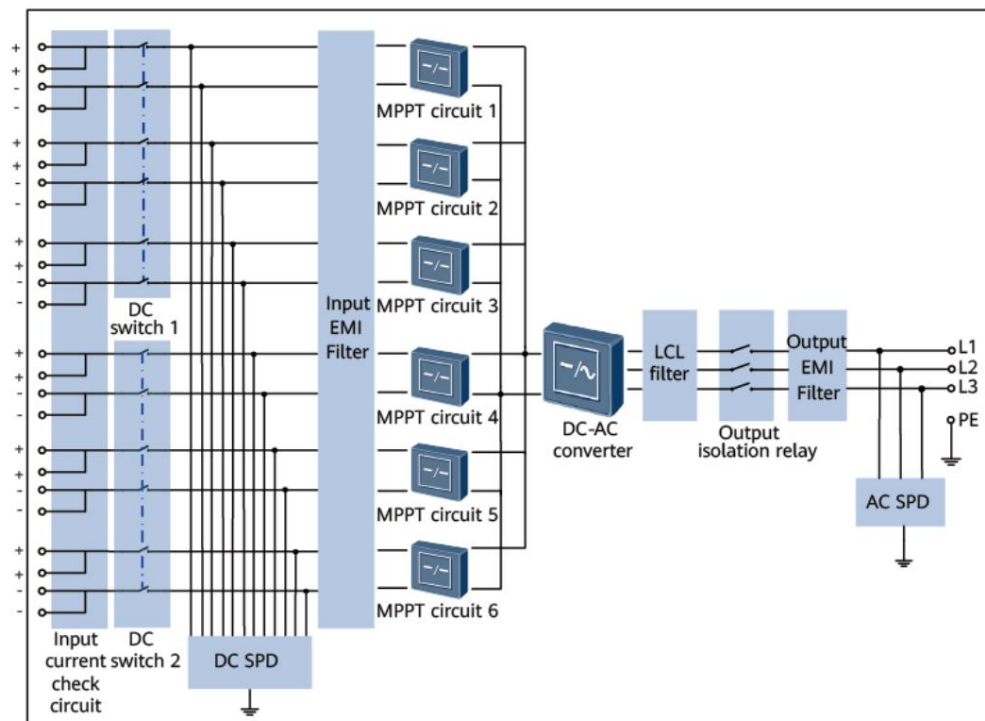 +
+
-
-
+
+
-
-
+
+
-
-
+
+
-
-
+
+
-
-
+
+
-
-
Input
current
check
circuit
DC
switch 1
DC
switch 2
DC SPD
Input
EMI
Filter
MPPT circuit 1
MPPT circuit 2
MPPT circuit 3
MPPT circuit 4
MPPT circuit 5
MPPT circuit 6
DC-AC
converter
LCL
filter
Output
isolation relay
Output
EMI
Filter
L1
L2
L3
PE
AC SPD